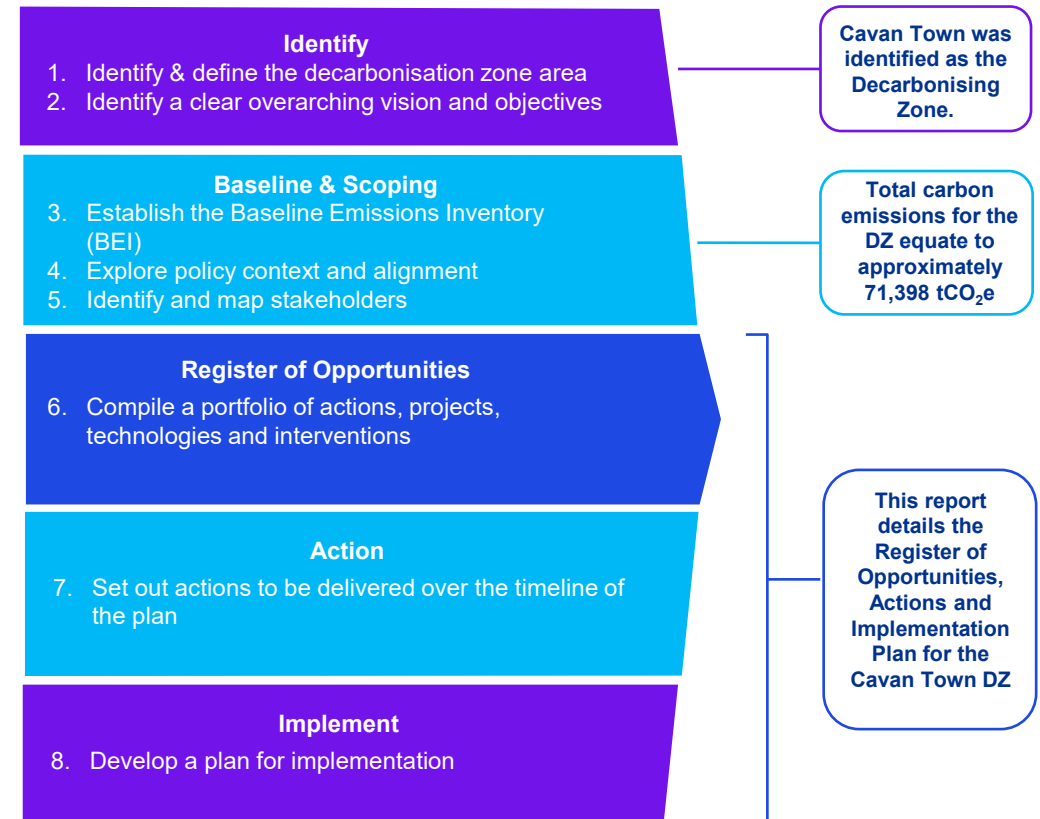 Identify
1. Identify & define the decarbonisation zone area
2. Identify a clear overarching vision and objectives
Cavan Town was
identified as the
Decarbonising
Zone.
Baseline & Scoping
3. Establish the Baseline Emissions Inventory
(BEI)
4. Explore policy context and alignment
5. Identify and map stakeholders
Total carbon
emissions for the
DZ equate to
approximately
71,398 tCO₂e
Register of Opportunities
6. Compile a portfolio of actions, projects,
technologies and interventions
Action
7. Set out actions to be delivered over the timeline of
the plan
Implement
8. Develop a plan for implementation
This report
details the
Register of
Opportunities,
Actions and
Implementation
Plan for the
Cavan Town DZ